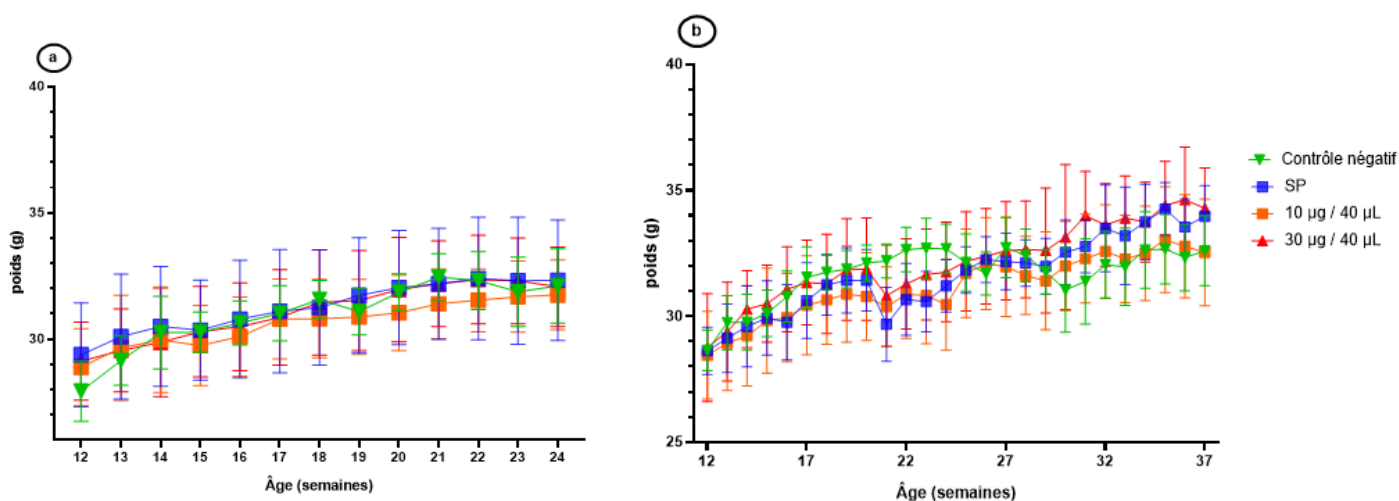 a
poids (g)
40
35
30
12 13 14 15 16 17 18 19 20 21 22 23 24
Âge (semaines)
b
poids (g)
40
35
30
25
12 17 22 27 32 37
Âge (semaines)
Contrôle négatif
SP
10 µg / 40 µL
30 µg / 40 µL